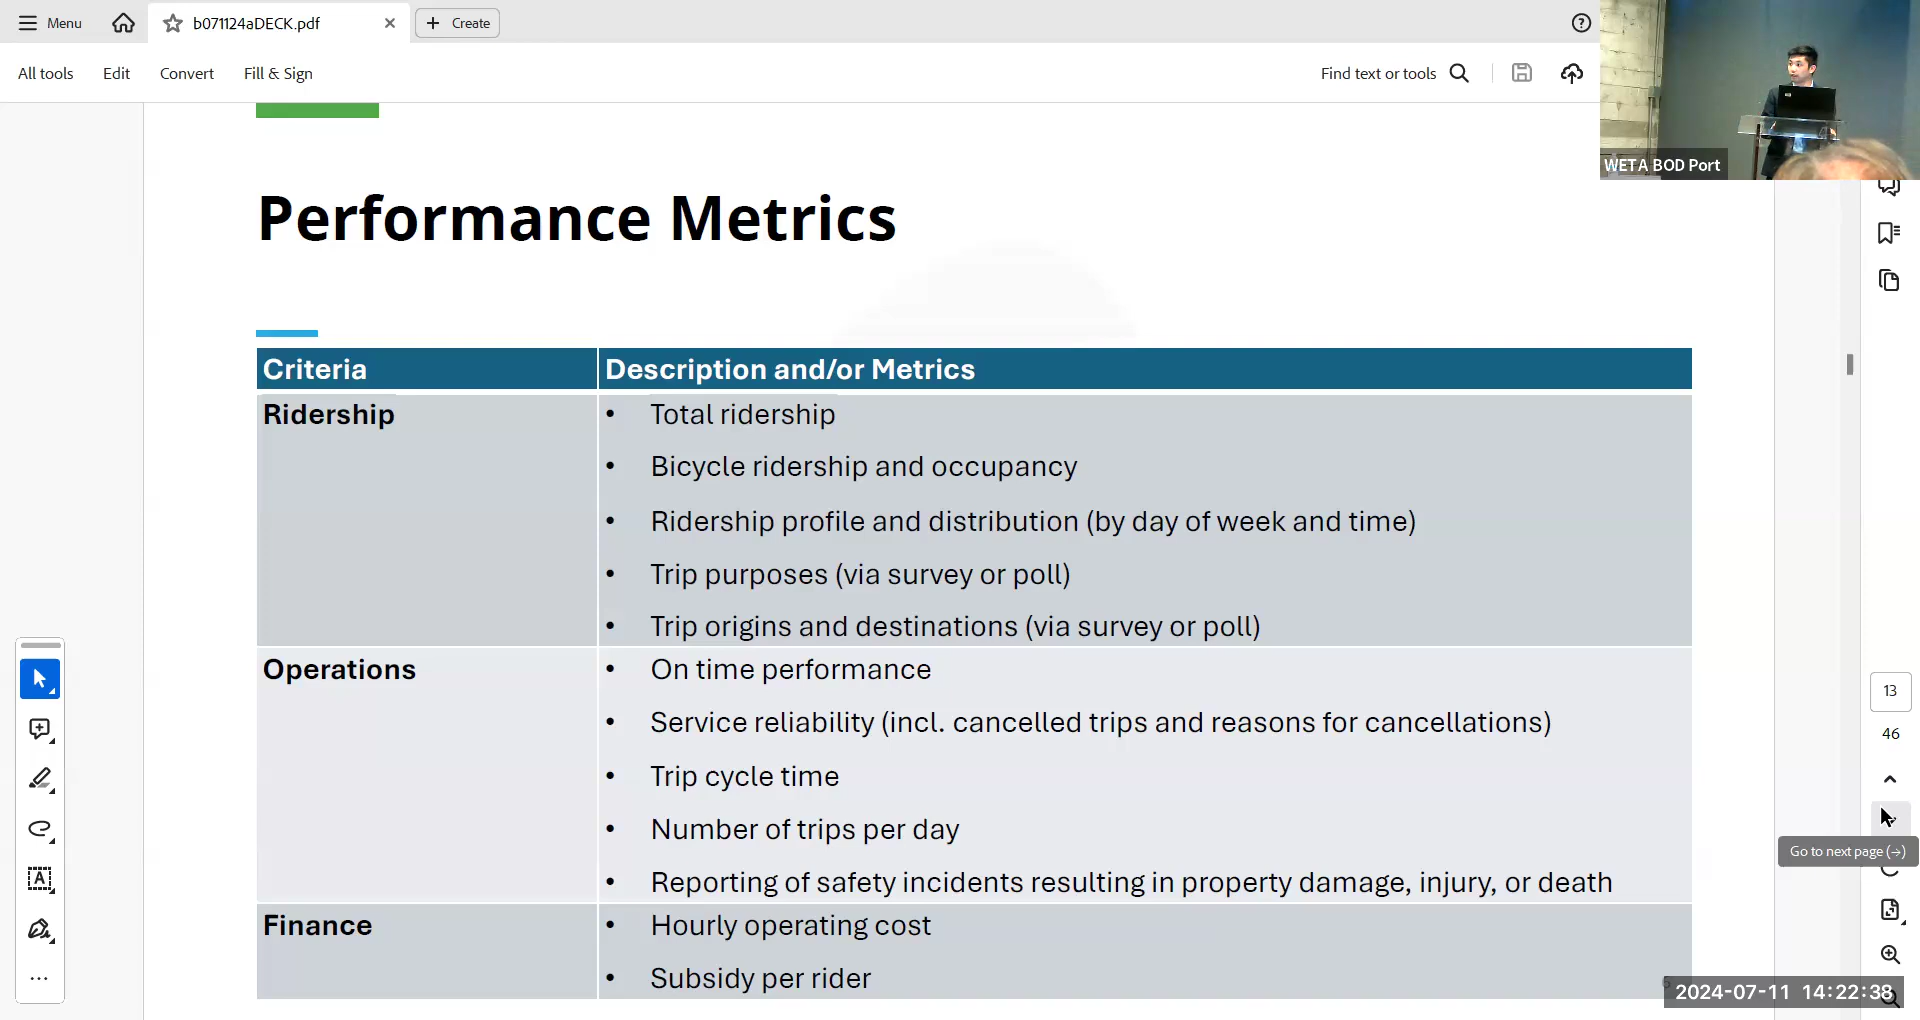 Menu
b071124aDECK.pdf
Create
All tools
Edit
Convert
Fill & Sign
Find text or tools
WETA BOD Port
Performance Metrics
Criteria
Description and/or Metrics
Ridership
• Total ridership
• Bicycle ridership and occupancy
• Ridership profile and distribution (by day of week and time)
• Trip purposes (via survey or poll)
• Trip origins and destinations (via survey or poll)
Operations
• On time performance
• Service reliability (incl. cancelled trips and reasons for cancellations)
• Trip cycle time
• Number of trips per day
• Reporting of safety incidents resulting in property damage, injury, or death
Finance
• Hourly operating cost
• Subsidy per rider
13
46
Go to next page (→)
2024-07-11 14:22:38